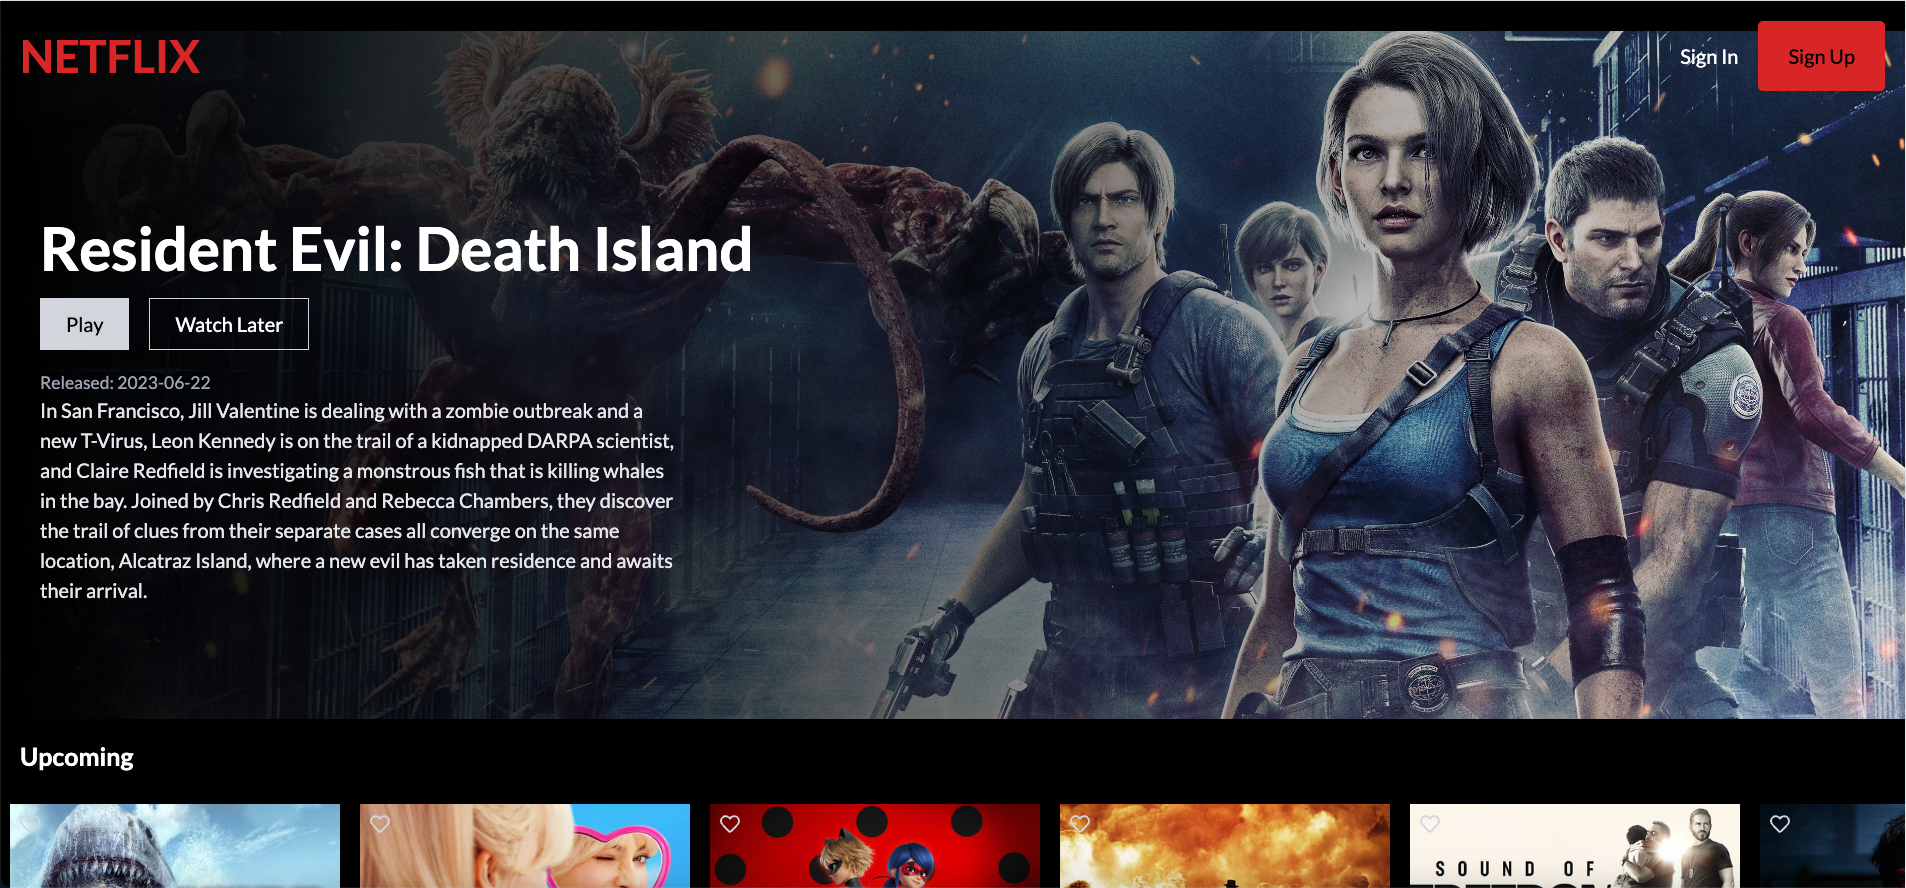 NETFLIX
Sign In
Sign Up
Resident Evil: Death Island
Play
Watch Later
Released: 2023-06-22
In San Francisco, Jill Valentine is dealing with a zombie outbreak and a
new T-Virus, Leon Kennedy is on the trail of a kidnapped DARPA scientist,
and Claire Redfield is investigating a monstrous fish that is killing whales
in the bay. Joined by Chris Redfield and Rebecca Chambers, they discover
the trail of clues from their separate cases all converge on the same
location, Alcatraz Island, where a new evil has taken residence and awaits
their arrival.
Upcoming
SOUND OF